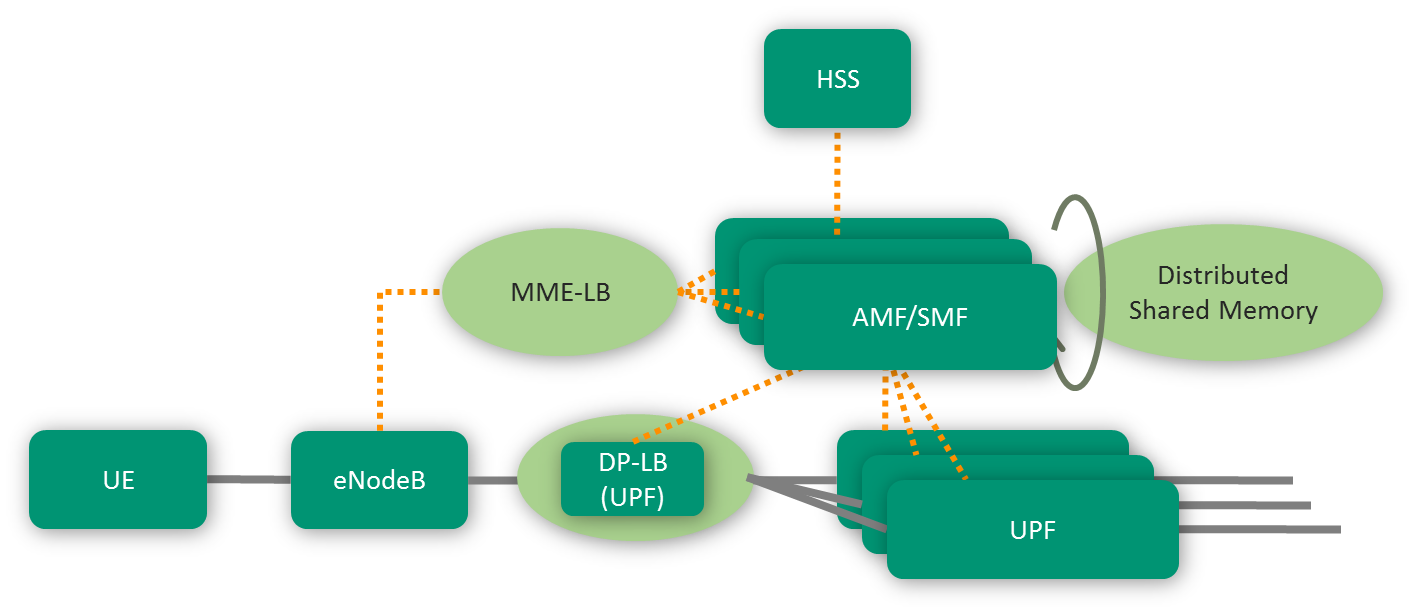 HSS
MME-LB
AMF/SMF
Distributed
Shared Memory
UE
eNodeB
DP-LB
(UPF)
UPF